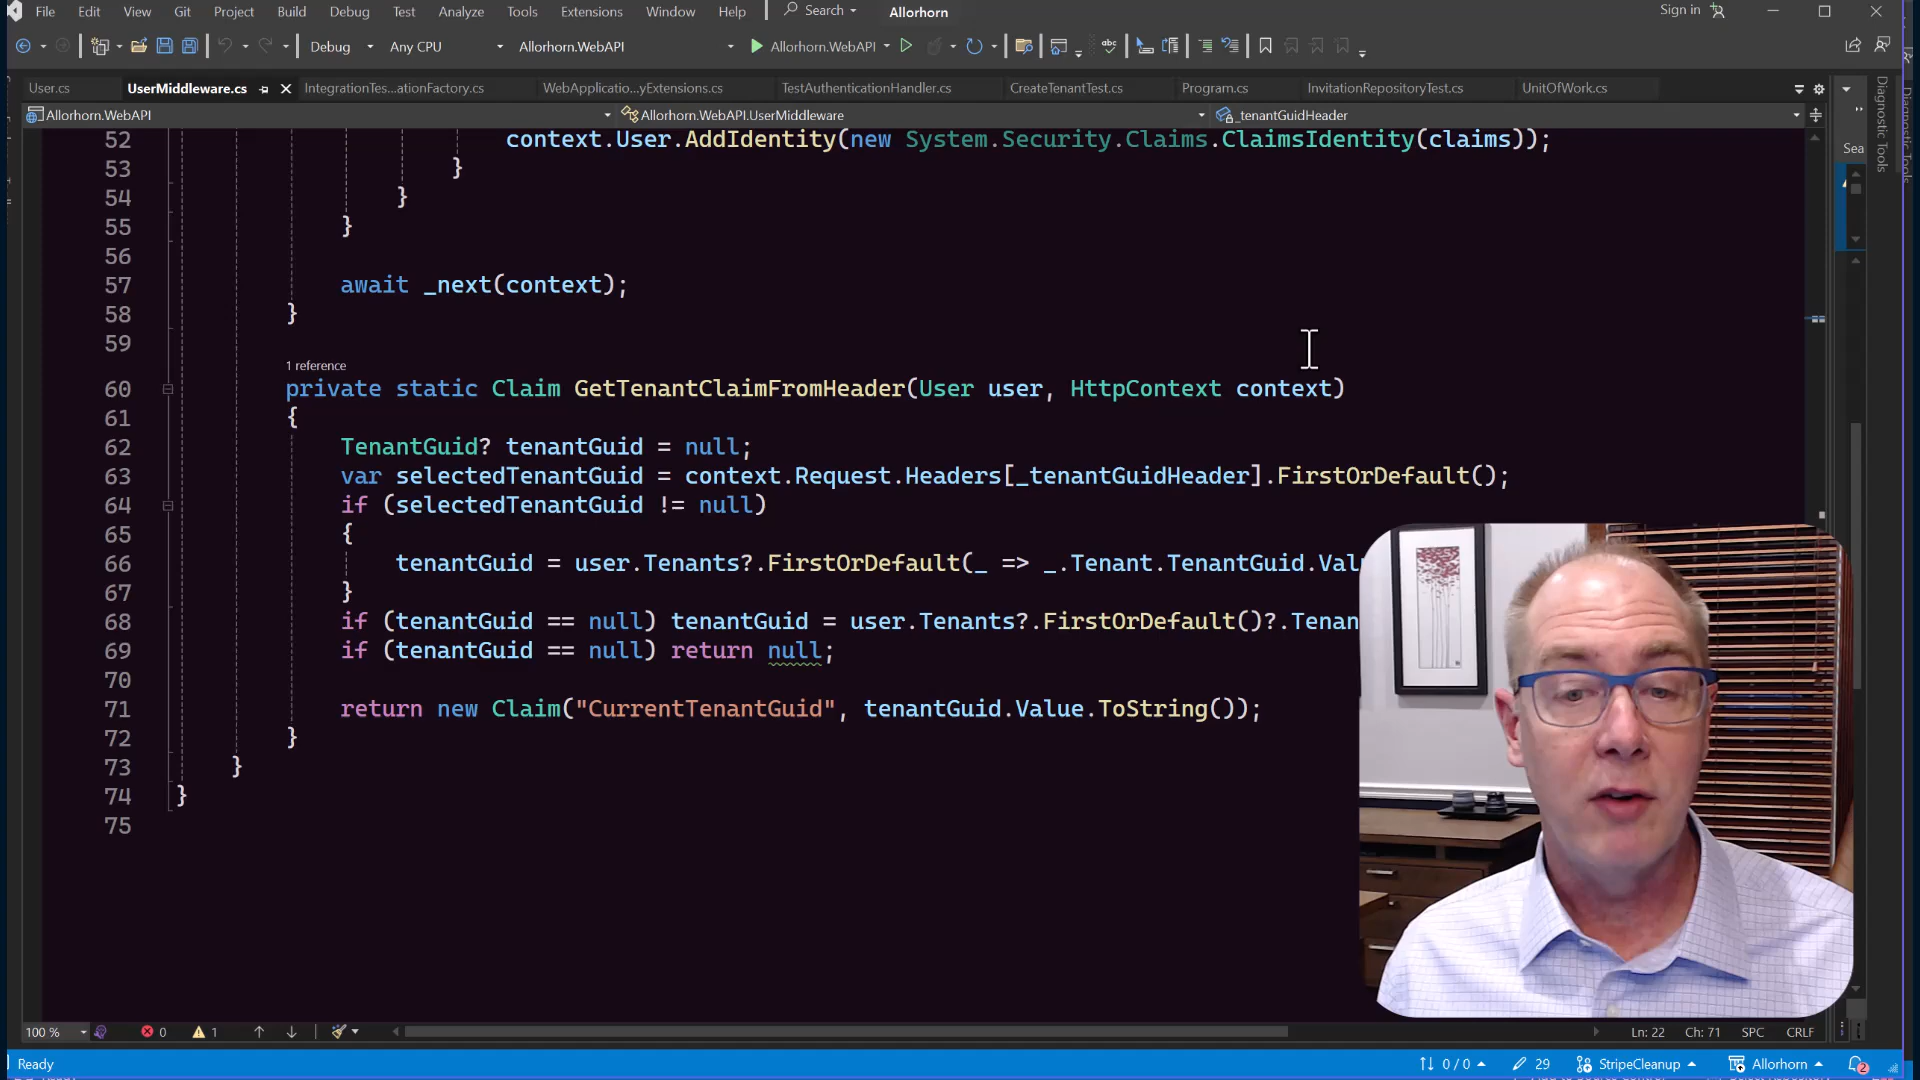 File Edit View Git Project Build Debug Test Analyze Tools Extensions Window Help Search Allorhorn Sign in
Debug Any CPU Allorhorn.WebAPI Allorhorn.WebAPI
User.cs UserMiddleware.cs IntegrationTes...ationFactory.cs WebApplicatio...yExtensions.cs TestAuthenticationHandler.cs CreateTenantTest.cs Program.cs InvitationRepositoryTest.cs UnitOfWork.cs
Allorhorn.WebAPI Allorhorn.WebAPI.UserMiddleware _tenantGuidHeader
52 context.User.AddIdentity(new System.Security.Claims.ClaimsIdentity(claims));
53 }
54 }
55 }
56
57 await _next(context);
58 }
59
1 reference
60 private static Claim GetTenantClaimFromHeader(User user, HttpContext context)
61 {
62 TenantGuid? tenantGuid = null;
63 var selectedTenantGuid = context.Request.Headers[_tenantGuidHeader].FirstOrDefault();
64 if (selectedTenantGuid != null)
65 {
66 tenantGuid = user.Tenants?.FirstOrDefault(_ => _.Tenant.TenantGuid.Valu
67 }
68 if (tenantGuid == null) tenantGuid = user.Tenants?.FirstOrDefault()?.Tenan
69 if (tenantGuid == null) return null;
70
71 return new Claim("CurrentTenantGuid", tenantGuid.Value.ToString());
72 }
73 }
74 }
75
Sea
Diagnostic Tools
Diagnostic Tools
100 % 0 1 Ln: 22 Ch: 71 SPC CRLF
Ready 0 / 0 29 StripeCleanup Allorhorn 2